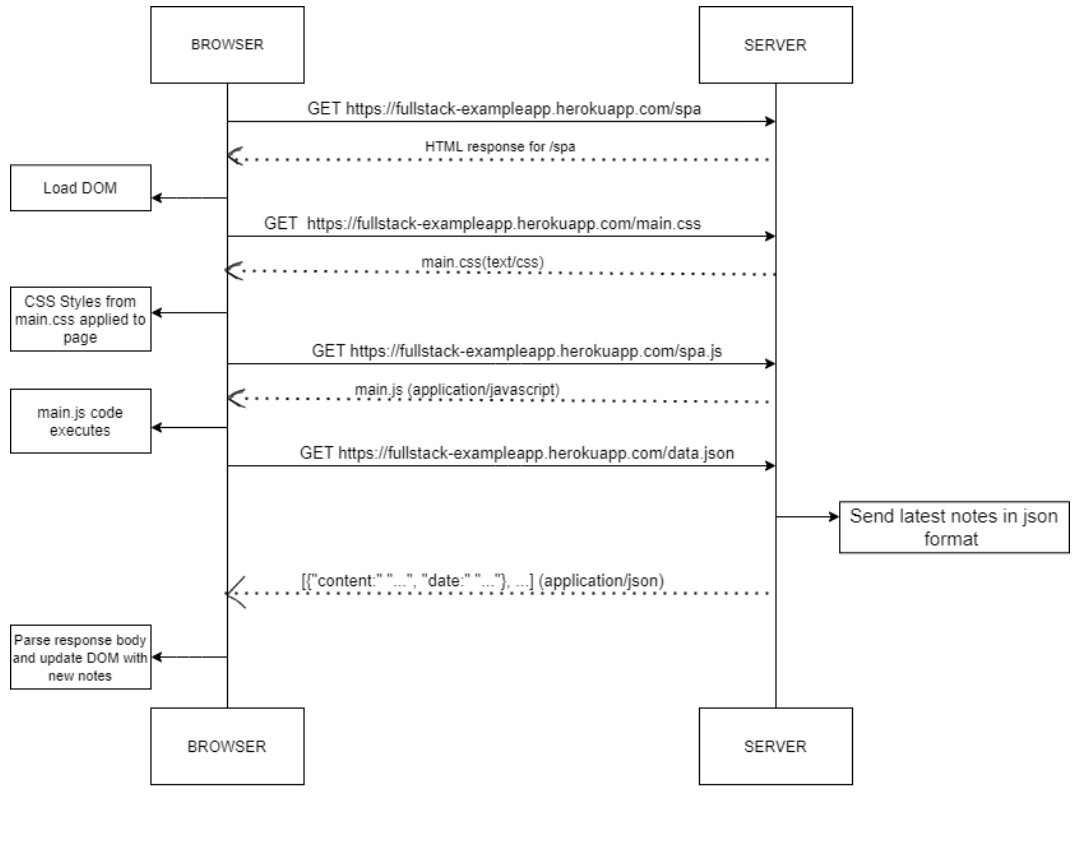 BROWSER
SERVER
GET https://fullstack-exampleapp.herokuapp.com/spa
HTML response for /spa
Load DOM
GET https://fullstack-exampleapp.herokuapp.com/main.css
main.css(text/css)
CSS Styles from
main.css applied to
page
GET https://fullstack-exampleapp.herokuapp.com/spa.js
main.js (application/javascript)
main.js code
executes
GET https://fullstack-exampleapp.herokuapp.com/data.json
Send latest notes in json
format
[{"content:" "...", "date:" "..."}, ...] (application/json)
Parse response body
and update DOM with
new notes
BROWSER
SERVER